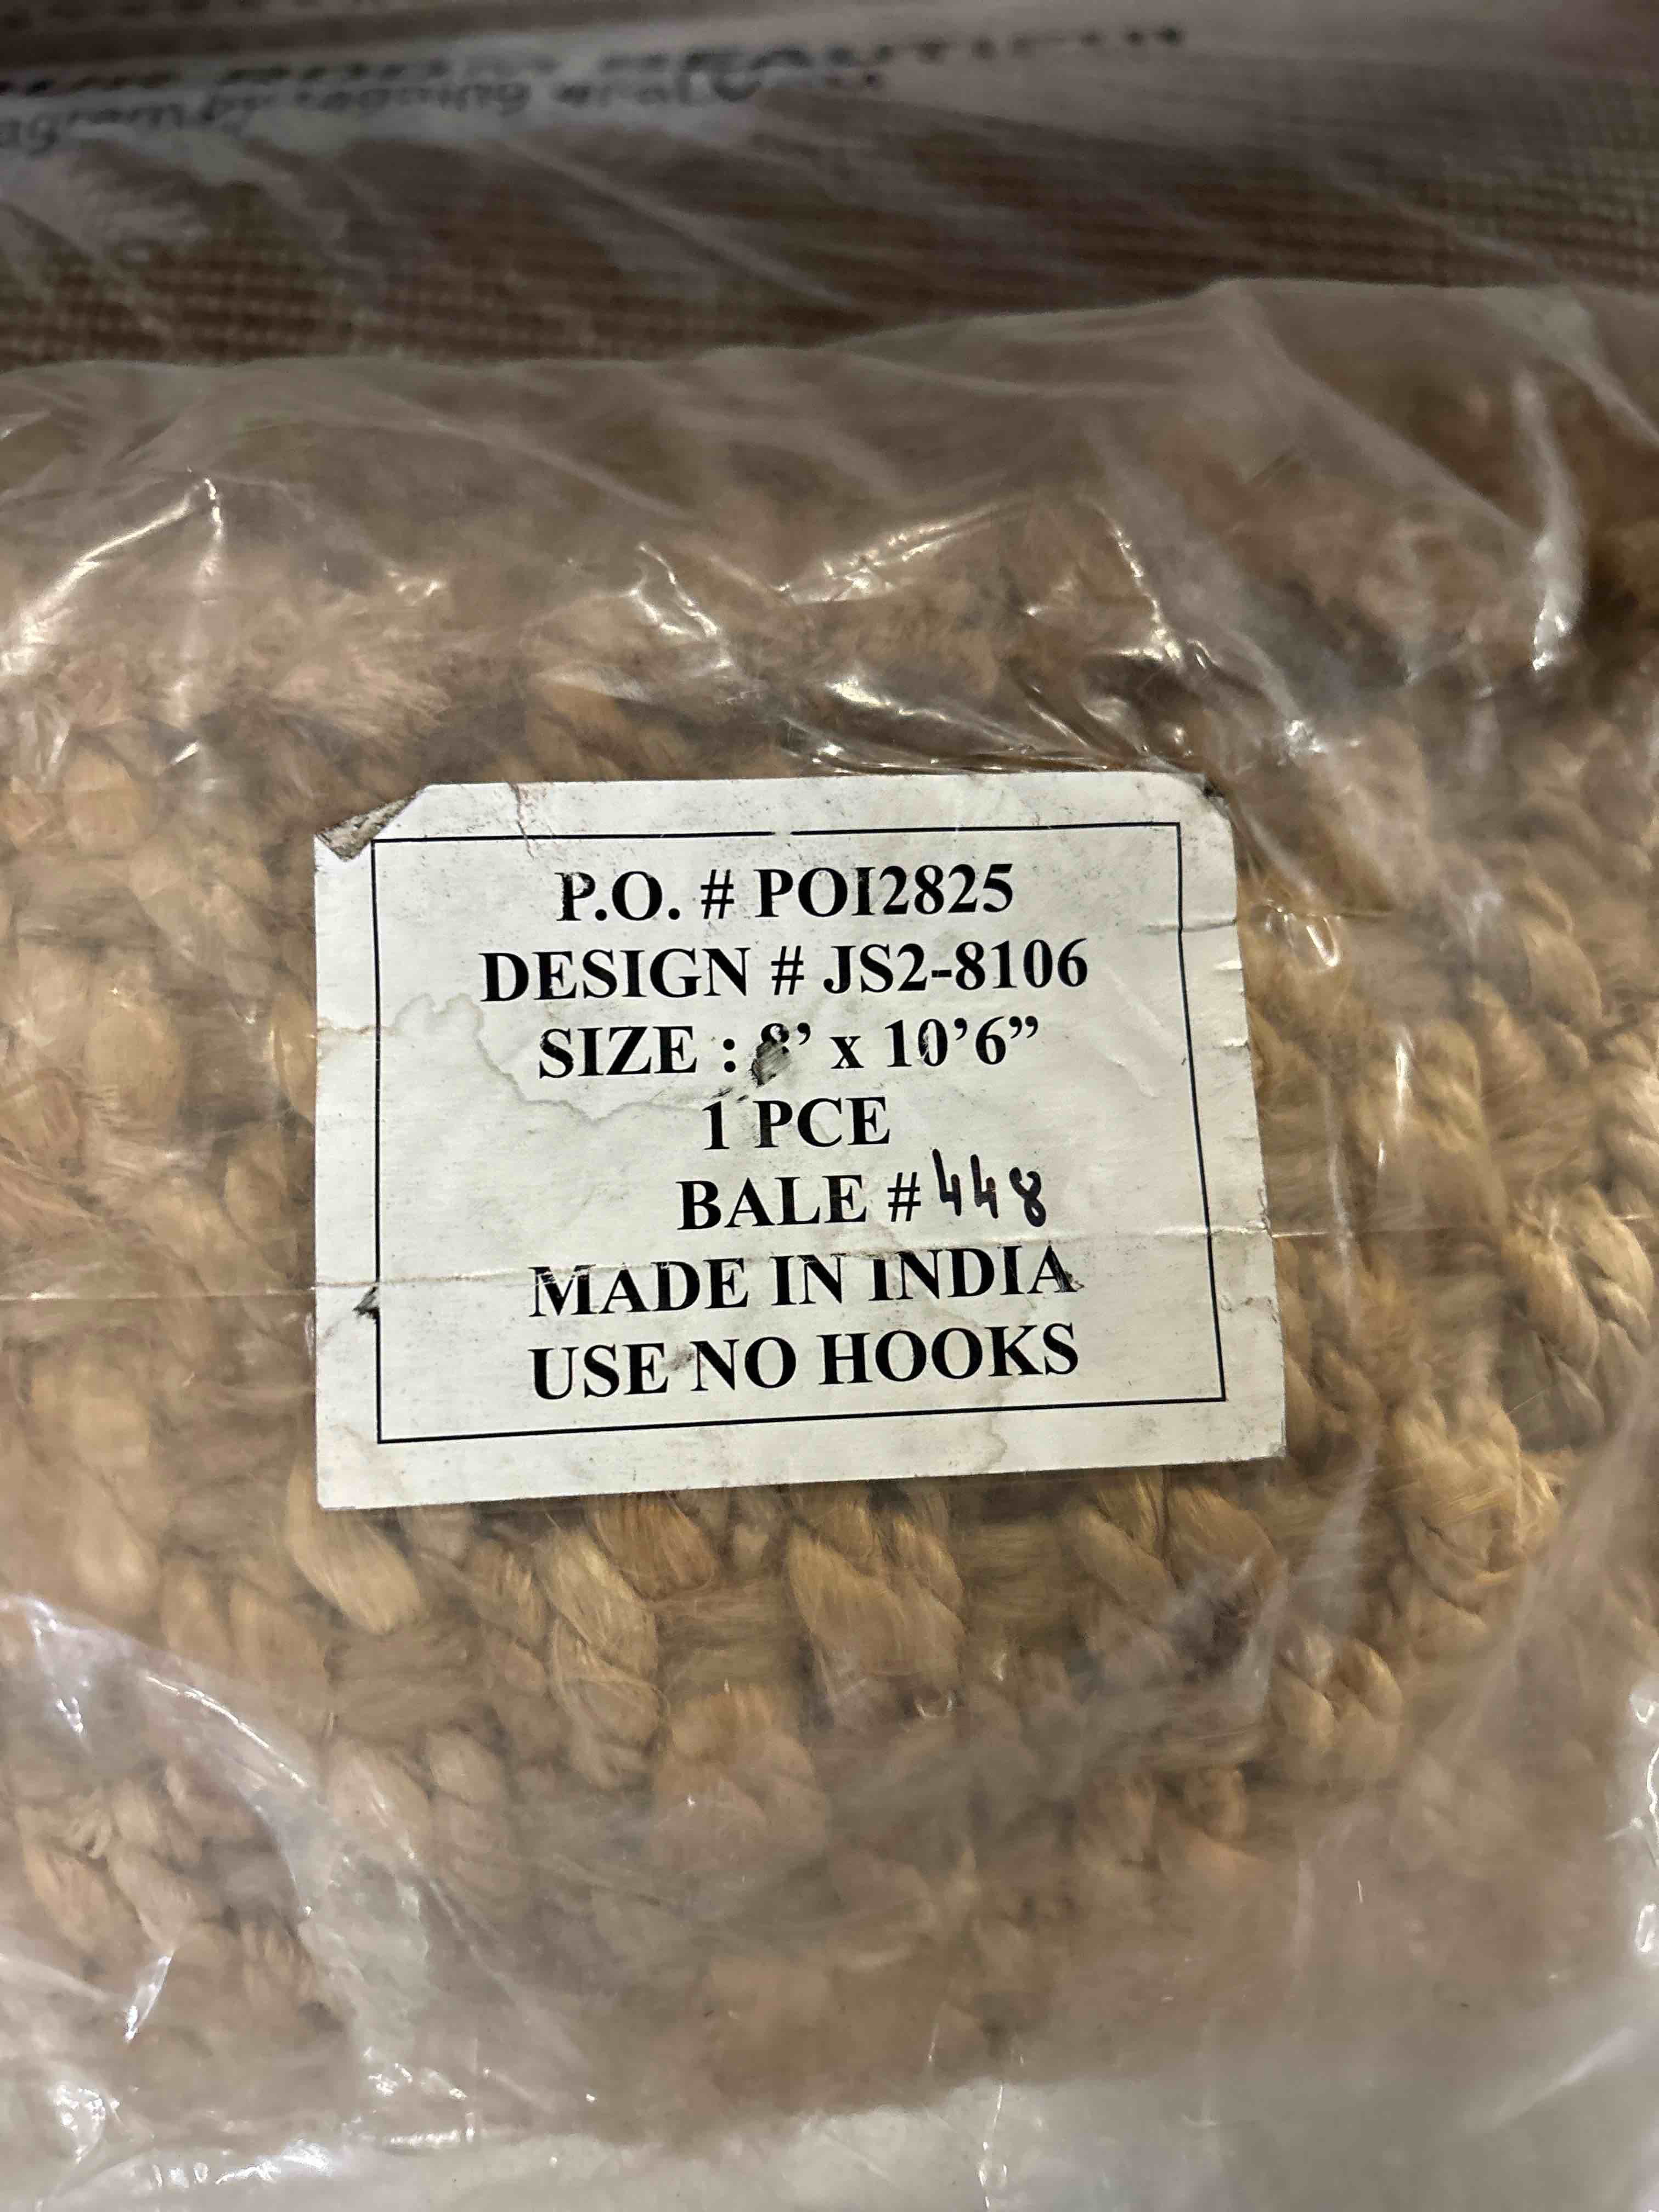 P.O. # POI2825
DESIGN # JS2-8106
SIZE : 8’ x 10’6”
1 PCE
BALE # 448
MADE IN INDIA
USE NO HOOKS